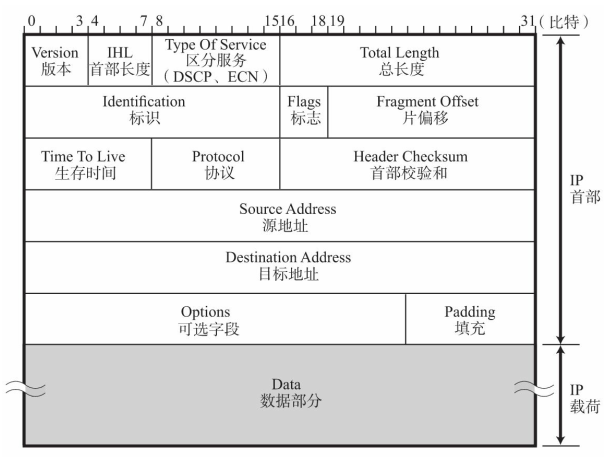 0 3 4 7 8 15 16 18 19 31 (比特)
Version IHL Type Of Service Total Length
版本 首部长度 区分服务 总长度
(DSCP、ECN)
Identification Flags Fragment Offset
标识 标志 片偏移
Time To Live Protocol Header Checksum
生存时间 协议 首部校验和
IP
首部
Source Address
源地址
Destination Address
目标地址
Options Padding
可选字段 填充
Data
数据部分
IP
载荷